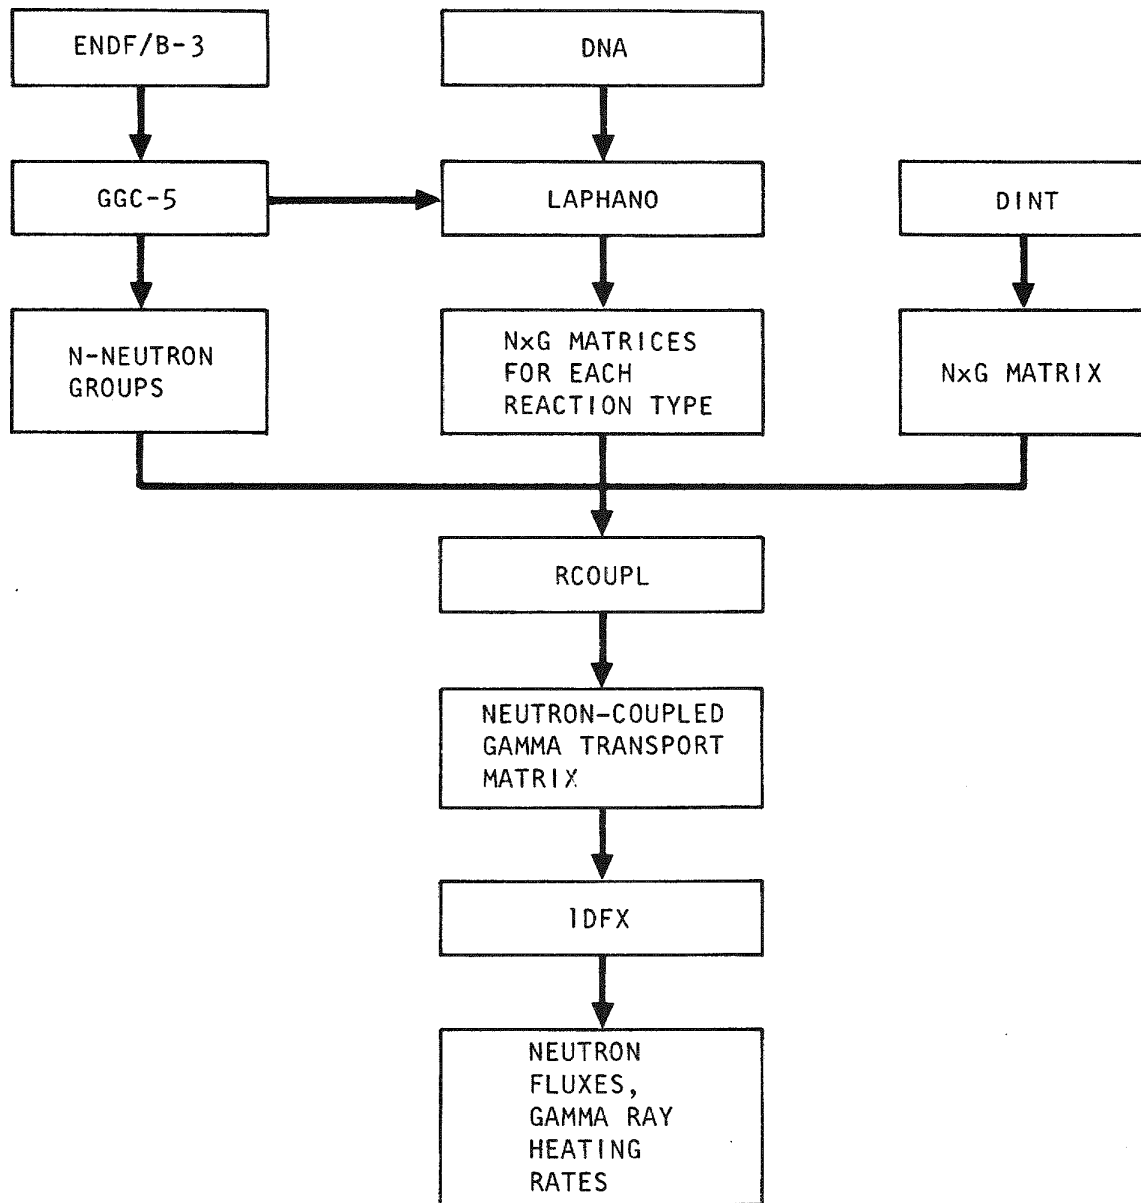 ENDF/B-3
DNA
GGC-5
LAPHANO
DINT
N-NEUTRON
GROUPS
NxG MATRICES
FOR EACH
REACTION TYPE
NxG MATRIX
RCOUPL
NEUTRON-COUPLED
GAMMA TRANSPORT
MATRIX
1DFX
NEUTRON
FLUXES,
GAMMA RAY
HEATING
RATES